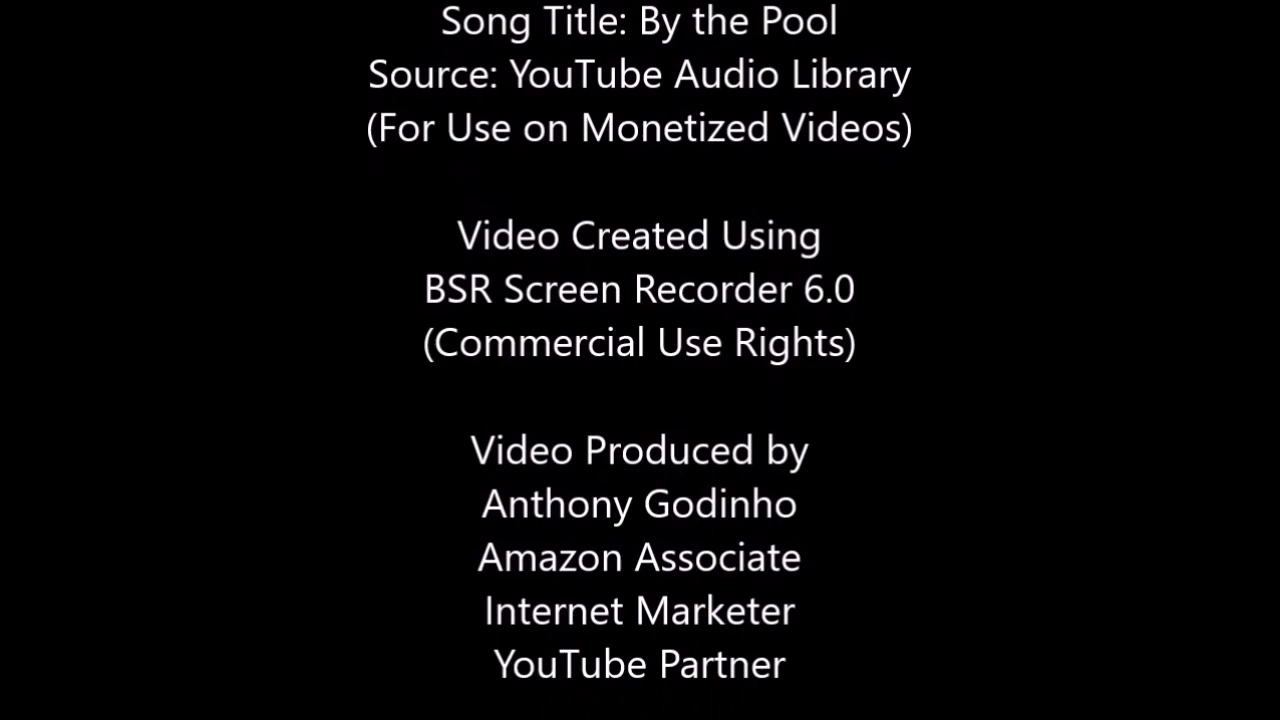 Song Title: By the Pool
Source: YouTube Audio Library
(For Use on Monetized Videos)
Video Created Using
BSR Screen Recorder 6.0
(Commercial Use Rights)
Video Produced by
Anthony Godinho
Amazon Associate
Internet Marketer
YouTube Partner